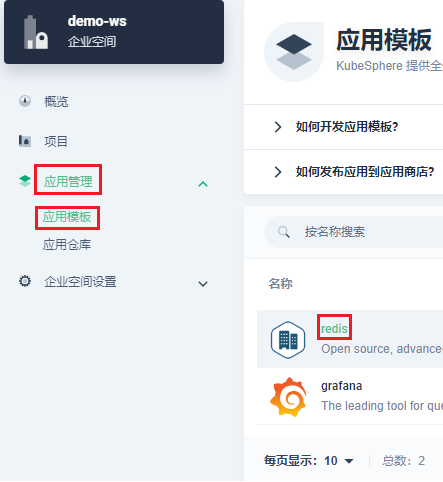 demo-ws
企业空间
概览
项目
应用管理
应用模板
应用仓库
企业空间设置
应用模板
KubeSphere 提供全
如何开发应用模板?
如何发布应用到应用商店?
按名称搜索
名称
redis
Open source, advanced
grafana
The leading tool for que
每页显示: 10
总数: 2